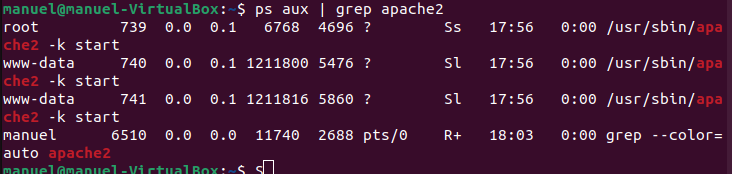 manuel@manuel-VirtualBox:~$ ps aux | grep apache2
root         739  0.0  0.1   6768  4696 ?        Ss   17:56   0:00 /usr/sbin/apa
che2 -k start
www-data     740  0.0  0.1 1211800 5476 ?        Sl   17:56   0:00 /usr/sbin/apa
che2 -k start
www-data     741  0.0  0.1 1211816 5860 ?        Sl   17:56   0:00 /usr/sbin/apa
che2 -k start
manuel      6510  0.0  0.0  11740  2688 pts/0    R+   18:03   0:00 grep --color=
auto apache2
manuel@manuel-VirtualBox:~$ S